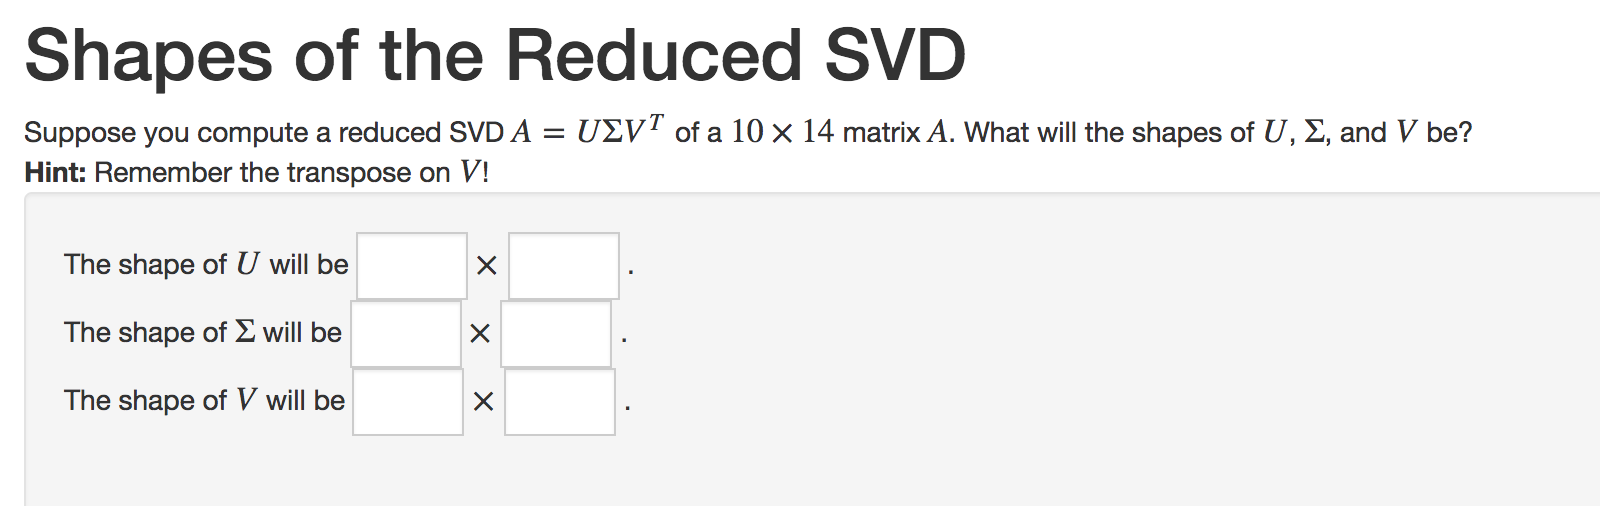 Shapes of the Reduced SVD
Suppose you compute a reduced SVD A = UΣV^T of a 10 × 14 matrix A. What will the shapes of U, Σ, and V be?
Hint: Remember the transpose on V!
The shape of U will be × .
The shape of Σ will be × .
The shape of V will be × .